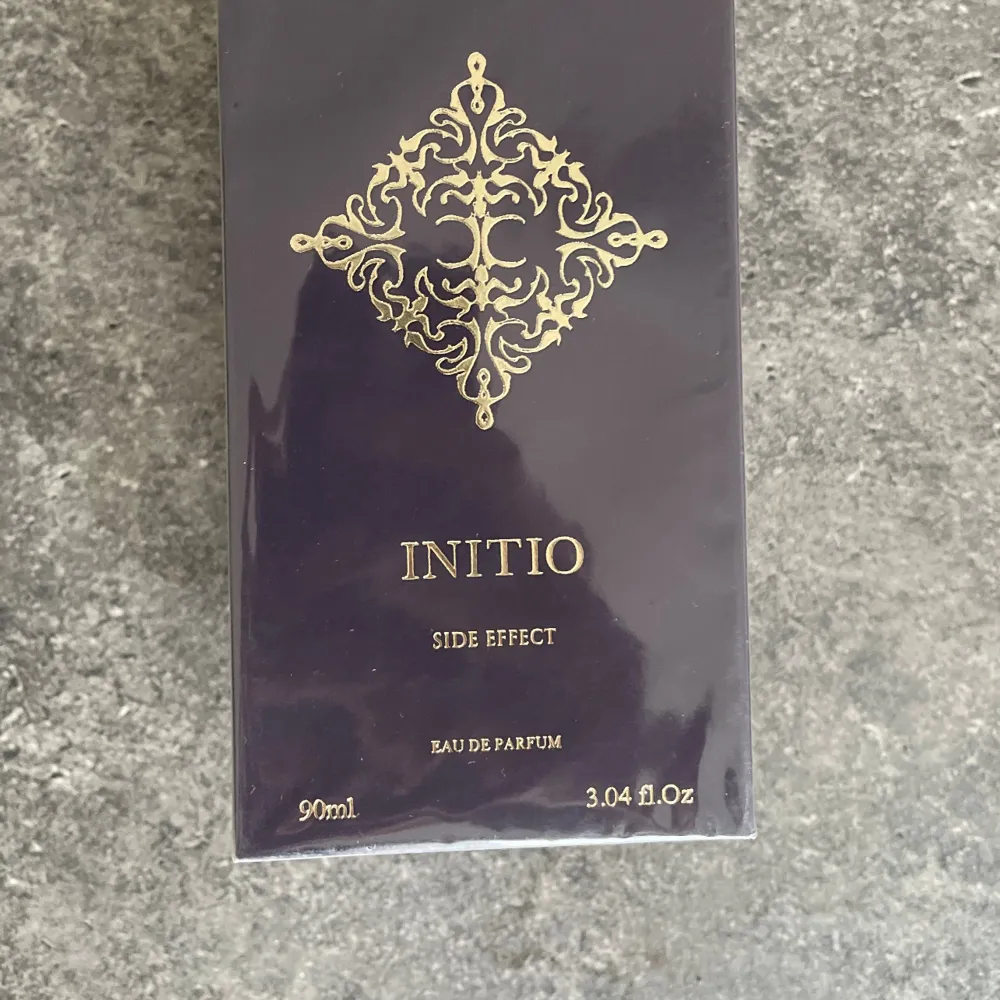 INITIO
SIDE EFFECT
EAU DE PARFUM
90ml
3.04 fl.Oz